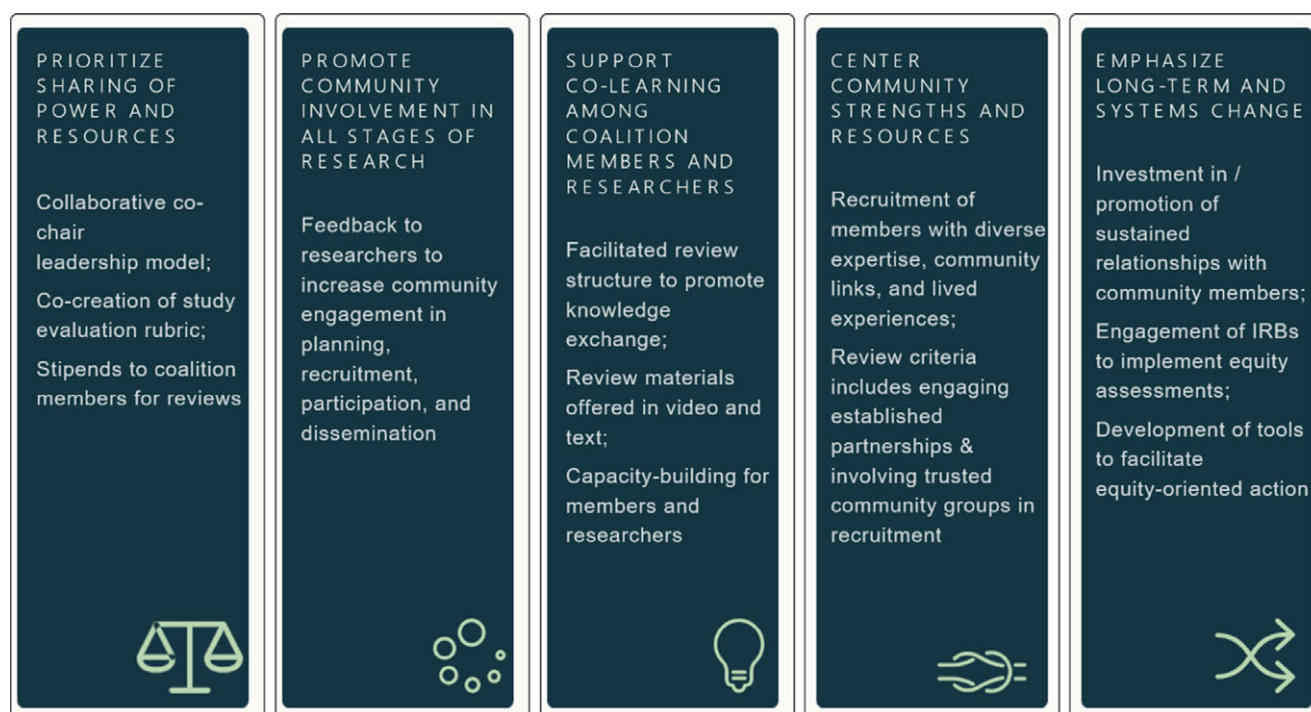 PRIORITIZE
SHARING OF
POWER AND
RESOURCES
Collaborative co-
chair
leadership model;
Co-creation of study
evaluation rubric;
Stipends to coalition
members for reviews
PROMOTE
COMMUNITY
INVOLVEMENT IN
ALL STAGES OF
RESEARCH
Feedback to
researchers to
increase community
engagement in
planning,
recruitment,
participation, and
dissemination
SUPPORT
CO-LEARNING
AMONG
COALITION
MEMBERS AND
RESEARCHERS
Facilitated review
structure to promote
knowledge
exchange;
Review materials
offered in video and
text;
Capacity-building for
members and
researchers
CENTER
COMMUNITY
STRENGTHS AND
RESOURCES
Recruitment of
members with diverse
expertise, community
links, and lived
experiences;
Review criteria
includes engaging
established
partnerships &
involving trusted
community groups in
recruitment
EMPHASIZE
LONG-TERM AND
SYSTEMS CHANGE
Investment in /
promotion of
sustained
relationships with
community members;
Engagement of IRBs
to implement equity
assessments;
Development of tools
to facilitate
equity-oriented action